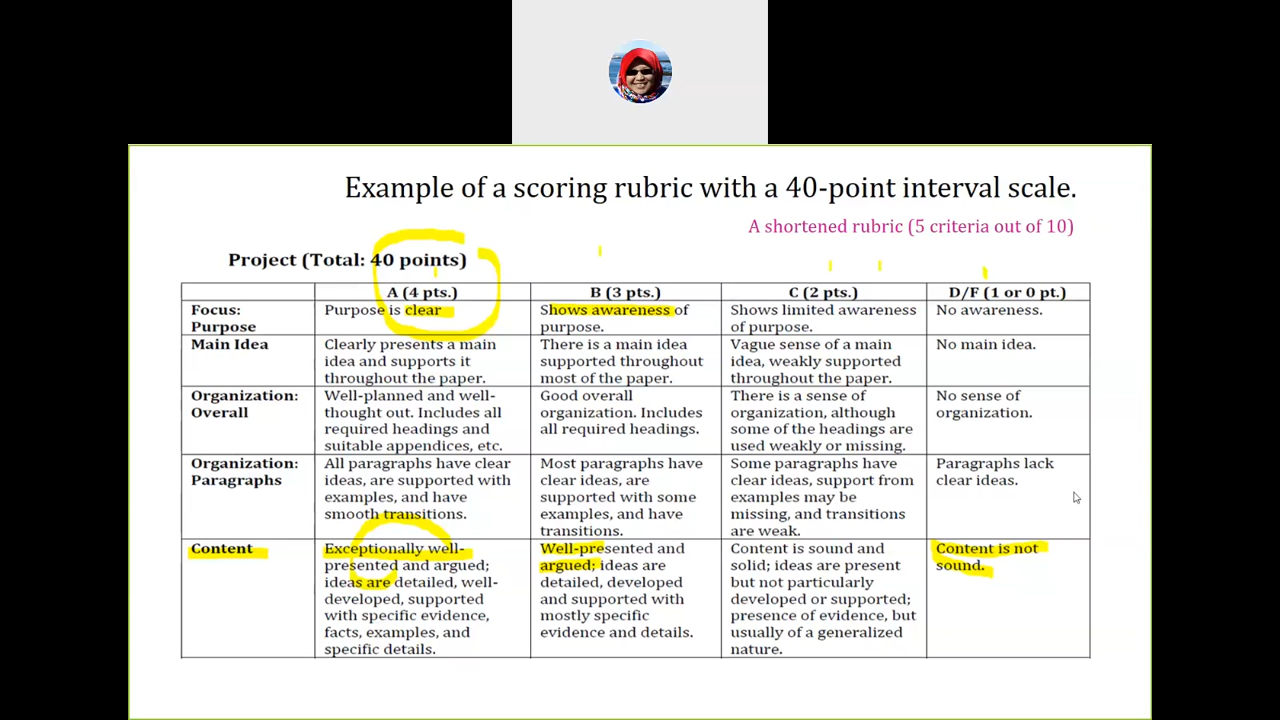 Example of a scoring rubric with a 40-point interval scale.
A shortened rubric (5 criteria out of 10)
Project (Total: 40 points)
A (4 pts.)
B (3 pts.)
C (2 pts.)
D/F (1 or 0 pt.)
Focus:
Purpose
Purpose is clear
Shows awareness of
purpose.
Shows limited awareness
of purpose.
No awareness.
Main Idea
Clearly presents a main
idea and supports it
throughout the paper.
There is a main idea
supported throughout
most of the paper.
Vague sense of a main
idea, weakly supported
throughout the paper.
No main idea.
Organization:
Overall
Well-planned and well-
thought out. Includes all
required headings and
suitable appendices, etc.
Good overall
organization. Includes
all required headings.
There is a sense of
organization, although
some of the headings are
used weakly or missing.
No sense of
organization.
Organization:
Paragraphs
All paragraphs have clear
ideas, are supported with
examples, and have
smooth transitions.
Most paragraphs have
clear ideas, are
supported with some
examples, and have
transitions.
Some paragraphs have
clear ideas, support from
examples may be
missing, and transitions
are weak.
Paragraphs lack
clear ideas.
Content
Exceptionally well-
presented and argued;
ideas are detailed, well-
developed, supported
with specific evidence,
facts, examples, and
specific details.
Well-presented and
argued; ideas are
detailed, developed
and supported with
mostly specific
evidence and details.
Content is sound and
solid; ideas are present
but not particularly
developed or supported;
presence of evidence, but
usually of a generalized
nature.
Content is not
sound.